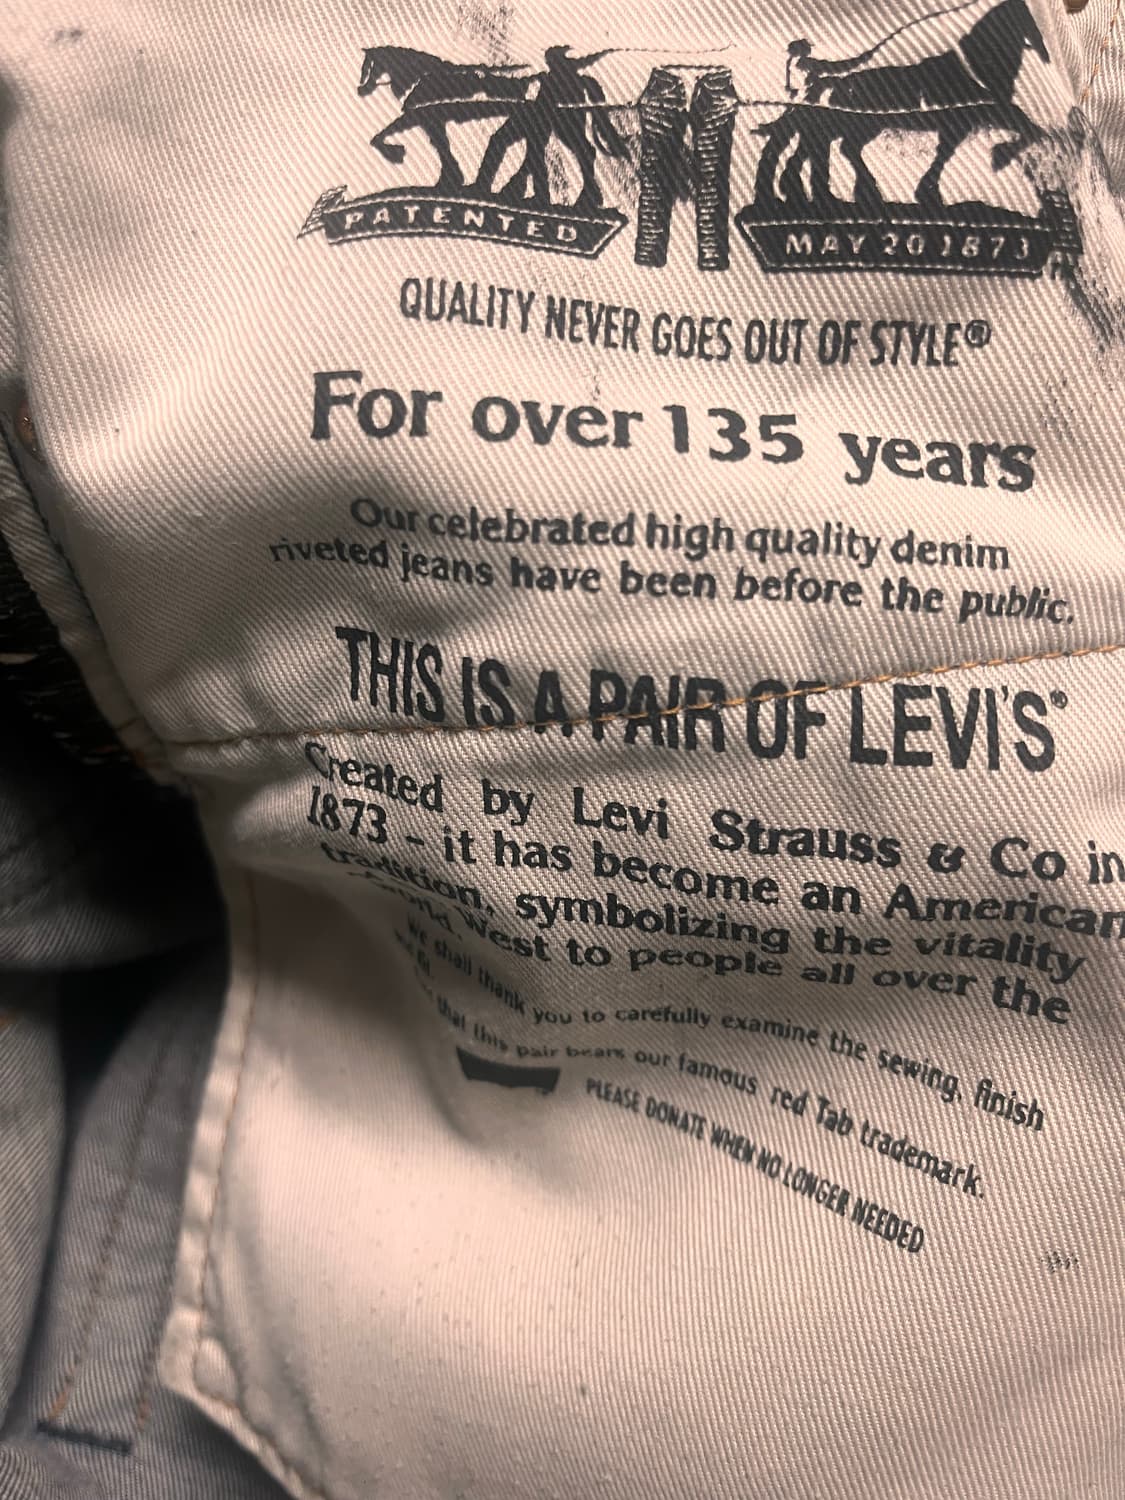 PATENTED
MAY 20 1873
QUALITY NEVER GOES OUT OF STYLE®
For over 135 years
Our celebrated high quality denim
riveted jeans have been before the public.
THIS IS A PAIR OF LEVI'S®
Created by Levi Strauss & Co in
1873 - it has become an American
tradition, symbolizing the vitality
West to people all over the
world.
We shall thank you to carefully examine the sewing, finish
and fit.
that this pair bears our famous red Tab trademark.
PLEASE DONATE WHEN NO LONGER NEEDED